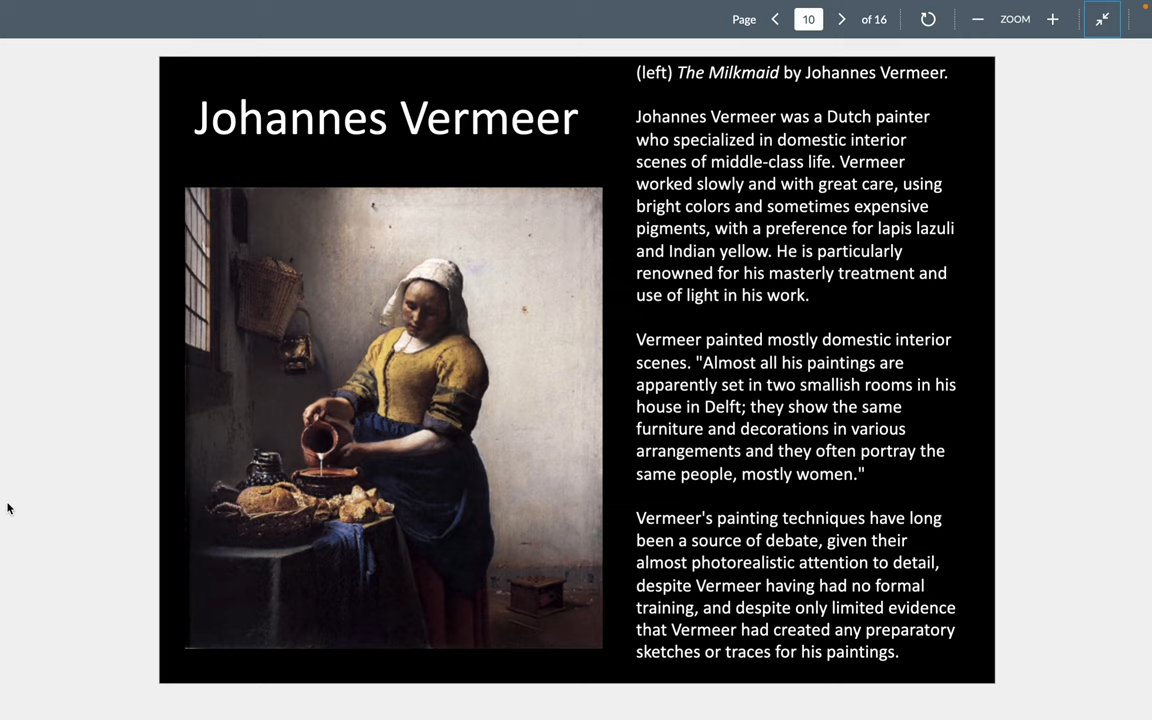 Page 10 of 16 ZOOM
Johannes Vermeer
(left) The Milkmaid by Johannes Vermeer.
Johannes Vermeer was a Dutch painter
who specialized in domestic interior
scenes of middle-class life. Vermeer
worked slowly and with great care, using
bright colors and sometimes expensive
pigments, with a preference for lapis lazuli
and Indian yellow. He is particularly
renowned for his masterly treatment and
use of light in his work.
Vermeer painted mostly domestic interior
scenes. "Almost all his paintings are
apparently set in two smallish rooms in his
house in Delft; they show the same
furniture and decorations in various
arrangements and they often portray the
same people, mostly women."
Vermeer's painting techniques have long
been a source of debate, given their
almost photorealistic attention to detail,
despite Vermeer having had no formal
training, and despite only limited evidence
that Vermeer had created any preparatory
sketches or traces for his paintings.